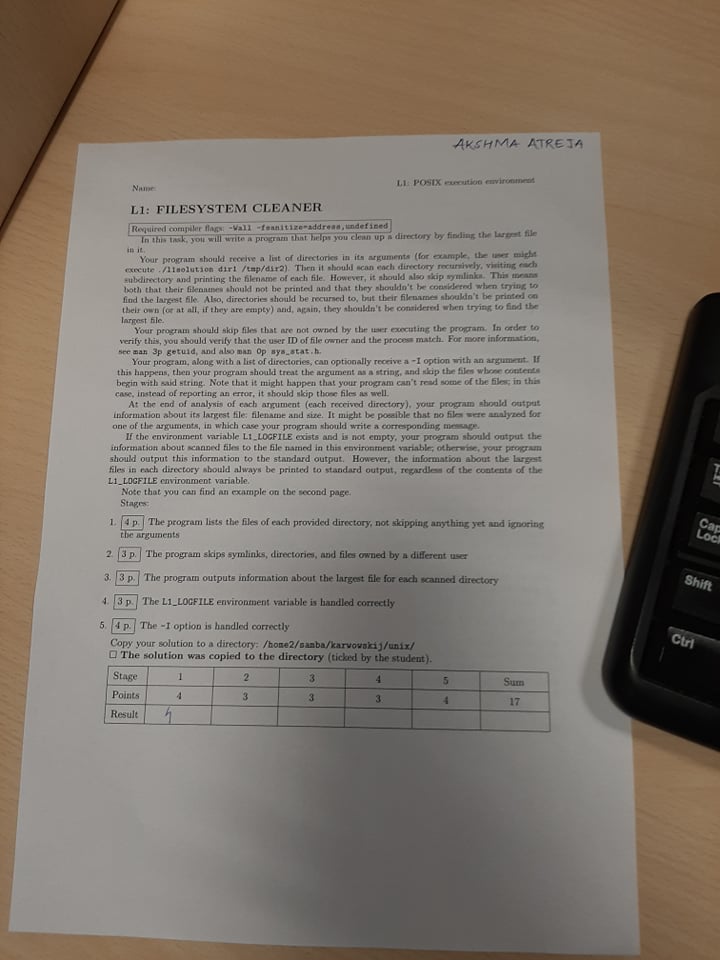 AKSHMA ATREJA
Name:
L1: POSIX execution environment
L1: FILESYSTEM CLEANER
Required compiler flags: -Wall -fsanitize=address,undefined
In this task, you will write a program that helps you clean up a directory by finding the largest file
in it.
Your program should receive a list of directories in its arguments (for example, the user might
execute ./l1solution dir1 /tmp/dir2). Then it should scan each directory recursively, visiting each
subdirectory and printing the filename of each file. However, it should also skip symlinks. This means
both that their filenames should not be printed and that they shouldn't be considered when trying to
find the largest file. Also, directories should be recursed to, but their filenames shouldn't be printed on
their own (or at all, if they are empty) and, again, they shouldn't be considered when trying to find the
largest file.
Your program should skip files that are not owned by the user executing the program. In order to
verify this, you should verify that the user ID of file owner and the process match. For more information,
see man 3p getuid, and also man 0p sys_stat.h.
Your program, along with a list of directories, can optionally receive a -I option with an argument. If
this happens, then your program should treat the argument as a string, and skip the files whose contents
begin with said string. Note that it might happen that your program can't read some of the files; in this
case, instead of reporting an error, it should skip those files as well.
At the end of analysis of each argument (each received directory), your program should output
information about its largest file: filename and size. It might be possible that no files were analyzed for
one of the arguments, in which case your program should write a corresponding message.
If the environment variable L1_LOGFILE exists and is not empty, your program should output the
information about scanned files to the file named in this environment variable; otherwise, your program
should output this information to the standard output. However, the information about the largest
files in each directory should always be printed to standard output, regardless of the contents of the
L1_LOGFILE environment variable.
Note that you can find an example on the second page.
Stages:
1. 4 p. The program lists the files of each provided directory, not skipping anything yet and ignoring
the arguments
2. 3 p. The program skips symlinks, directories, and files owned by a different user
3. 3 p. The program outputs information about the largest file for each scanned directory
4. 3 p. The L1_LOGFILE environment variable is handled correctly
5. 4 p. The -I option is handled correctly
Copy your solution to a directory: /home2/samba/karwowskij/unix/
☐ The solution was copied to the directory (ticked by the student).
Stage 1 2 3 4 5 Sum
Points 4 3 3 3 4 17
Result 4
Caps
Lock
Shift
Ctrl